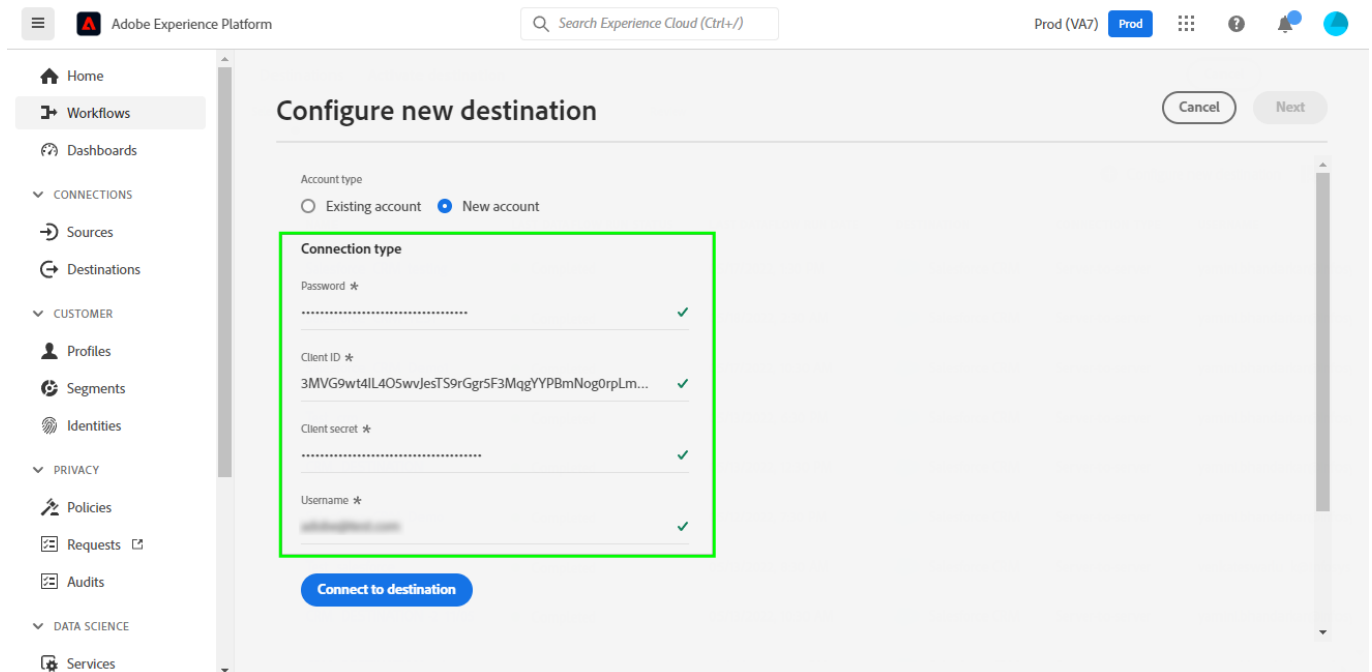 Adobe Experience Platform
Search Experience Cloud (Ctrl+/)
Prod (VA7)
Prod
Home
Workflows
Dashboards
CONNECTIONS
Sources
Destinations
CUSTOMER
Profiles
Segments
Identities
PRIVACY
Policies
Requests
Audits
DATA SCIENCE
Services
Configure new destination
Cancel
Next
Account type
Existing account
New account
Connection type
Password *
Client ID *
3MVG9wt4IL4O5wvJesTS9rGgrSF3MqgYYPBmNog0rpLm...
Client secret *
Username *
Connect to destination